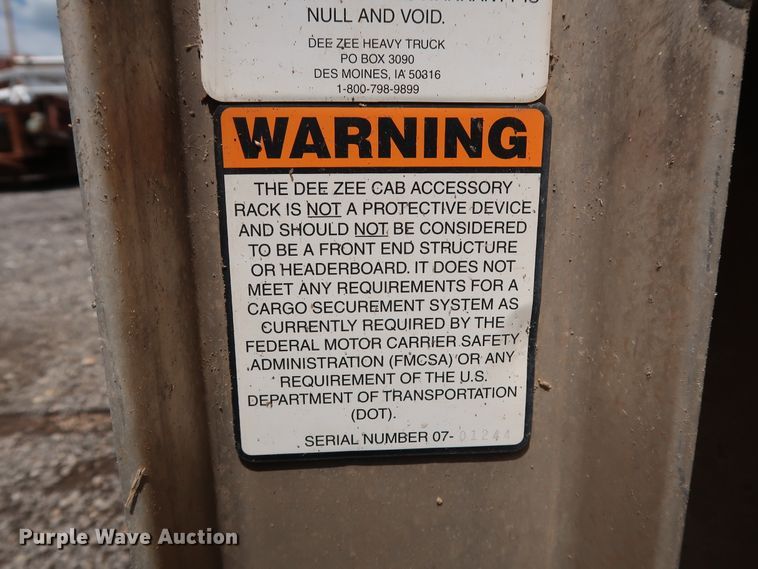 NULL AND VOID.
DEE ZEE HEAVY TRUCK
PO BOX 3090
DES MOINES, IA 50316
1-800-798-9899
WARNING
THE DEE ZEE CAB ACCESSORY
RACK IS NOT A PROTECTIVE DEVICE
AND SHOULD NOT BE CONSIDERED
TO BE A FRONT END STRUCTURE
OR HEADERBOARD. IT DOES NOT
MEET ANY REQUIREMENTS FOR A
CARGO SECUREMENT SYSTEM AS
CURRENTLY REQUIRED BY THE
FEDERAL MOTOR CARRIER SAFETY
ADMINISTRATION (FMCSA) OR ANY
REQUIREMENT OF THE U.S.
DEPARTMENT OF TRANSPORTATION
(DOT).
SERIAL NUMBER 07-01244
Purple Wave Auction